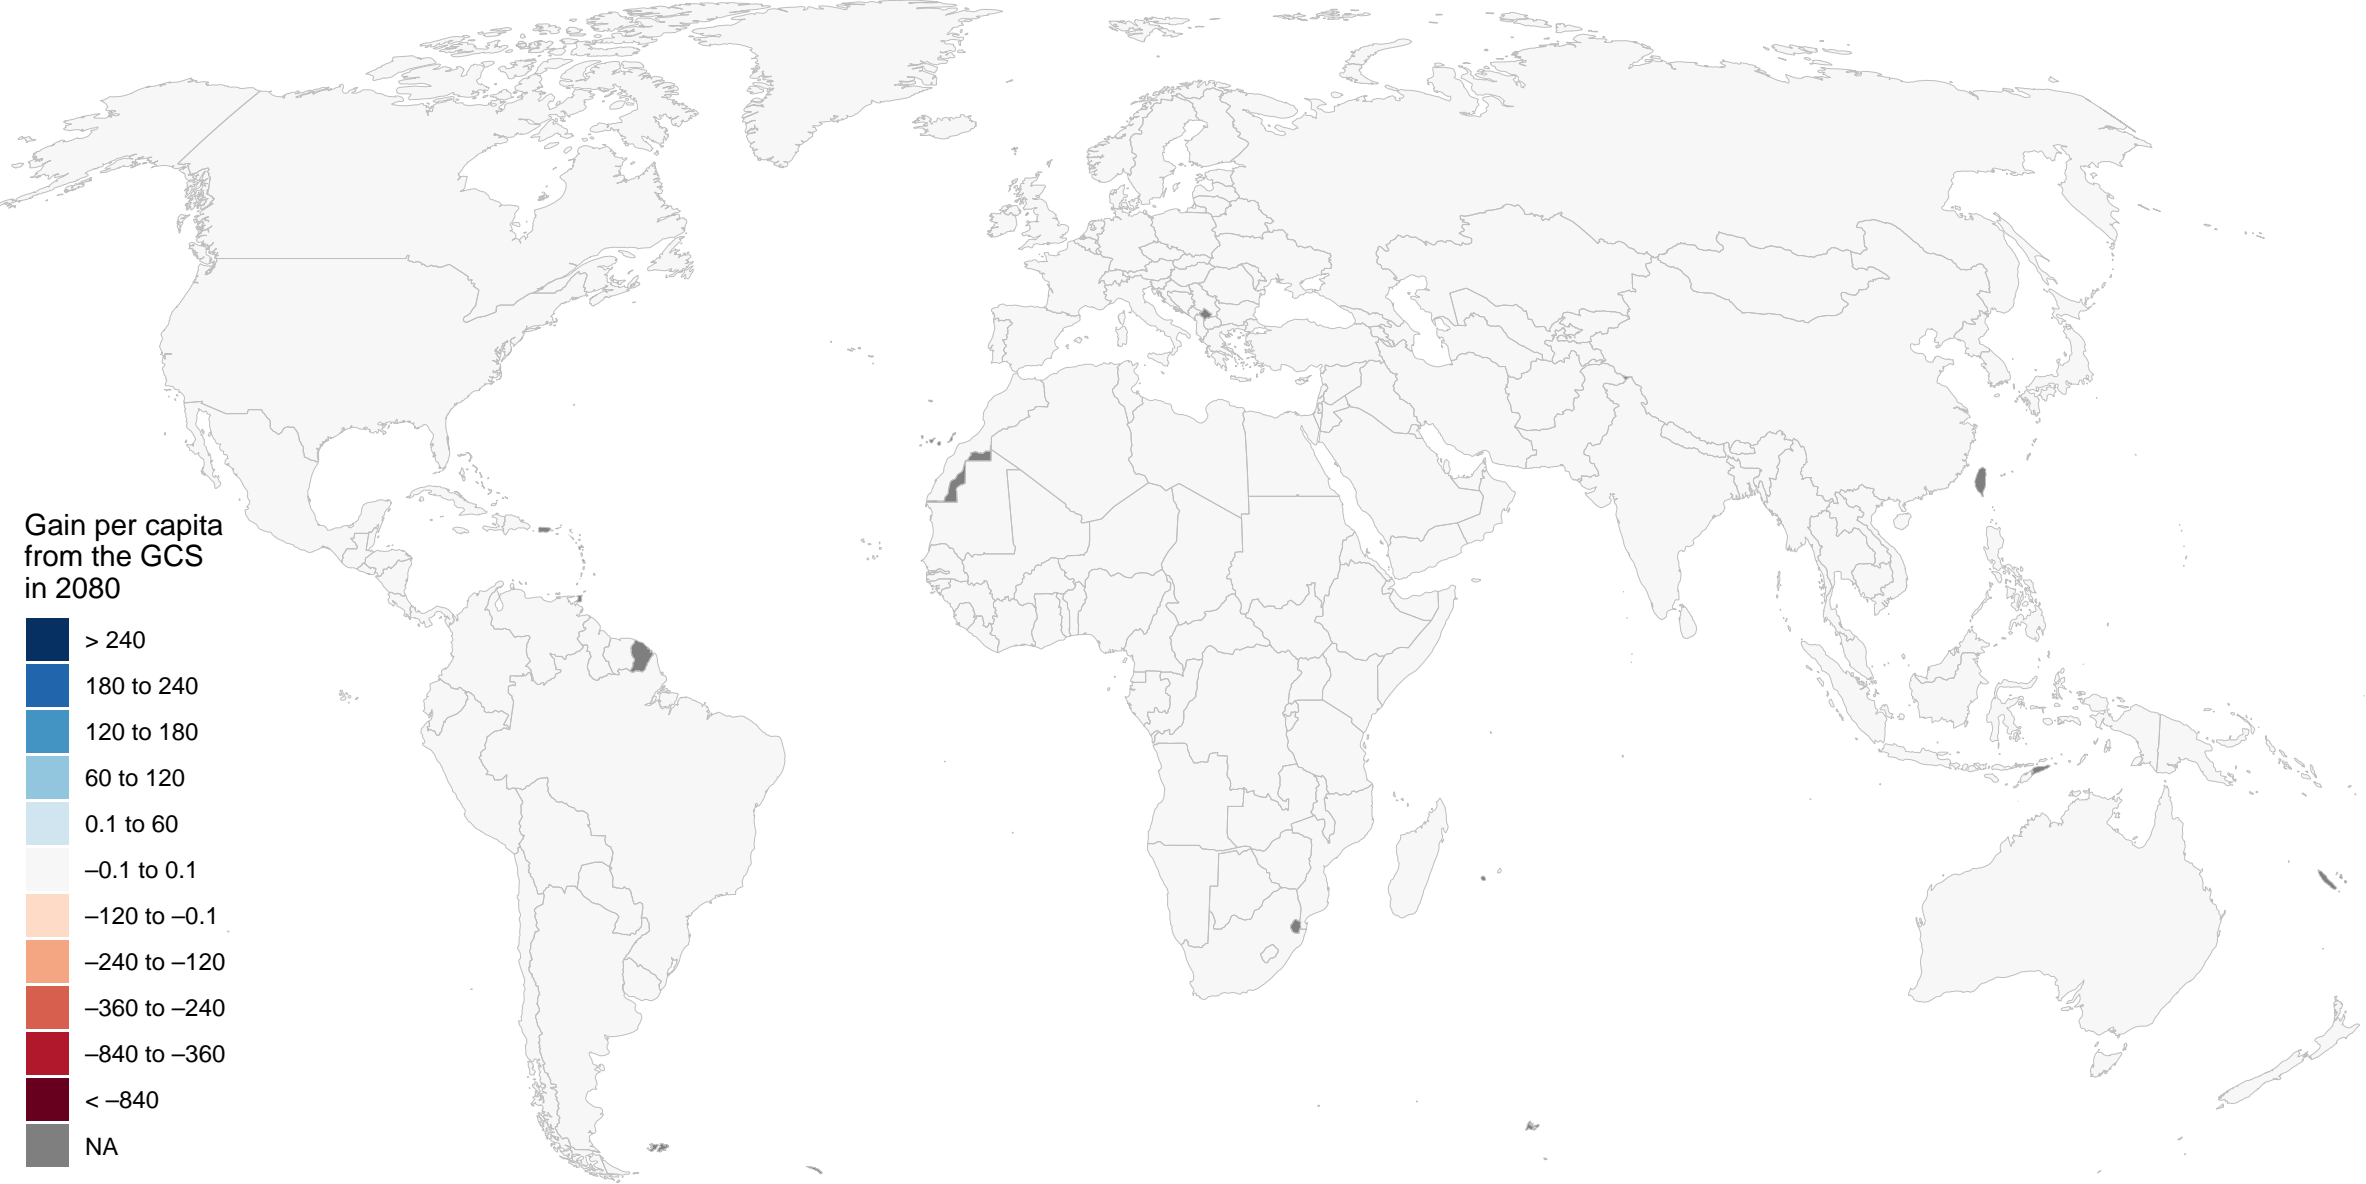 Gain per capita
from the GCS
in 2080
> 240
180 to 240
120 to 180
60 to 120
0.1 to 60
–0.1 to 0.1
–120 to –0.1
–240 to –120
–360 to –240
–840 to –360
< –840
NA